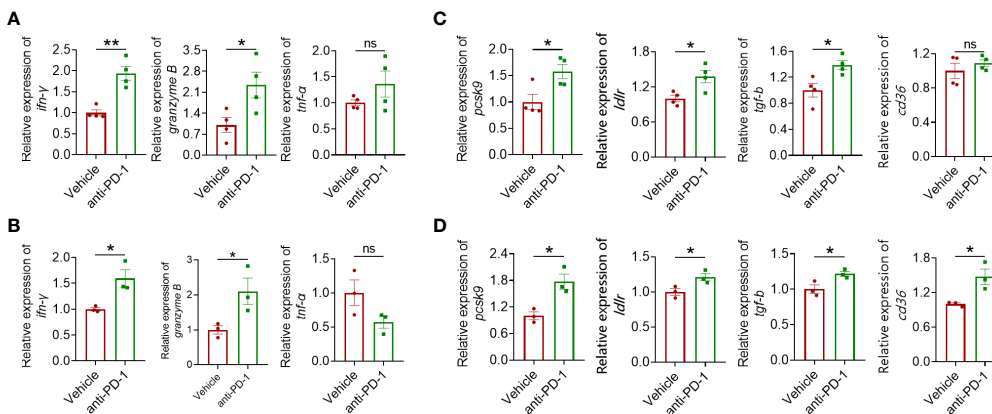 A
Relative expression of
ifn-γ
2.5
2.0
1.5
1.0
0.5
0.0
**
Vehicle
anti-PD-1
Relative expression of
granzyme B
3.5
2.8
2.1
1.4
0.7
0.0
*
Vehicle
anti-PD-1
Relative expression of
tnf-α
2.0
1.5
1.0
0.5
0.0
ns
Vehicle
anti-PD-1
C
Relative expression of
pcsk9
2.0
1.5
1.0
0.5
0.0
*
Vehicle
anti-PD-1
Relative expression of
ldlr
1.8
1.2
0.6
0.0
*
Vehicle
anti-PD-1
Relative expression of
tgf-b
1.6
1.2
0.8
0.4
0.0
*
Vehicle
anti-PD-1
Relative expression of
cd36
1.2
0.9
0.6
0.3
0.0
ns
Vehicle
anti-PD-1
B
Relative expression of
ifn-γ
2.0
1.5
1.0
0.5
0.0
*
Vehicle
anti-PD-1
Relative expression of
granzyme B
3
2
1
0
*
Vehicle
anti-PD-1
Relative expression of
tnf-α
1.5
1.0
0.5
0.0
ns
Vehicle
anti-PD-1
D
Relative expression of
pcsk9
2.4
1.8
1.2
0.6
0.0
*
Vehicle
anti-PD-1
Relative expression of
ldlr
1.5
1.0
0.5
0.0
*
Vehicle
anti-PD-1
Relative expression of
tgf-b
1.5
1.0
0.5
0.0
*
Vehicle
anti-PD-1
Relative expression of
cd36
1.8
1.2
0.6
0.0
*
Vehicle
anti-PD-1